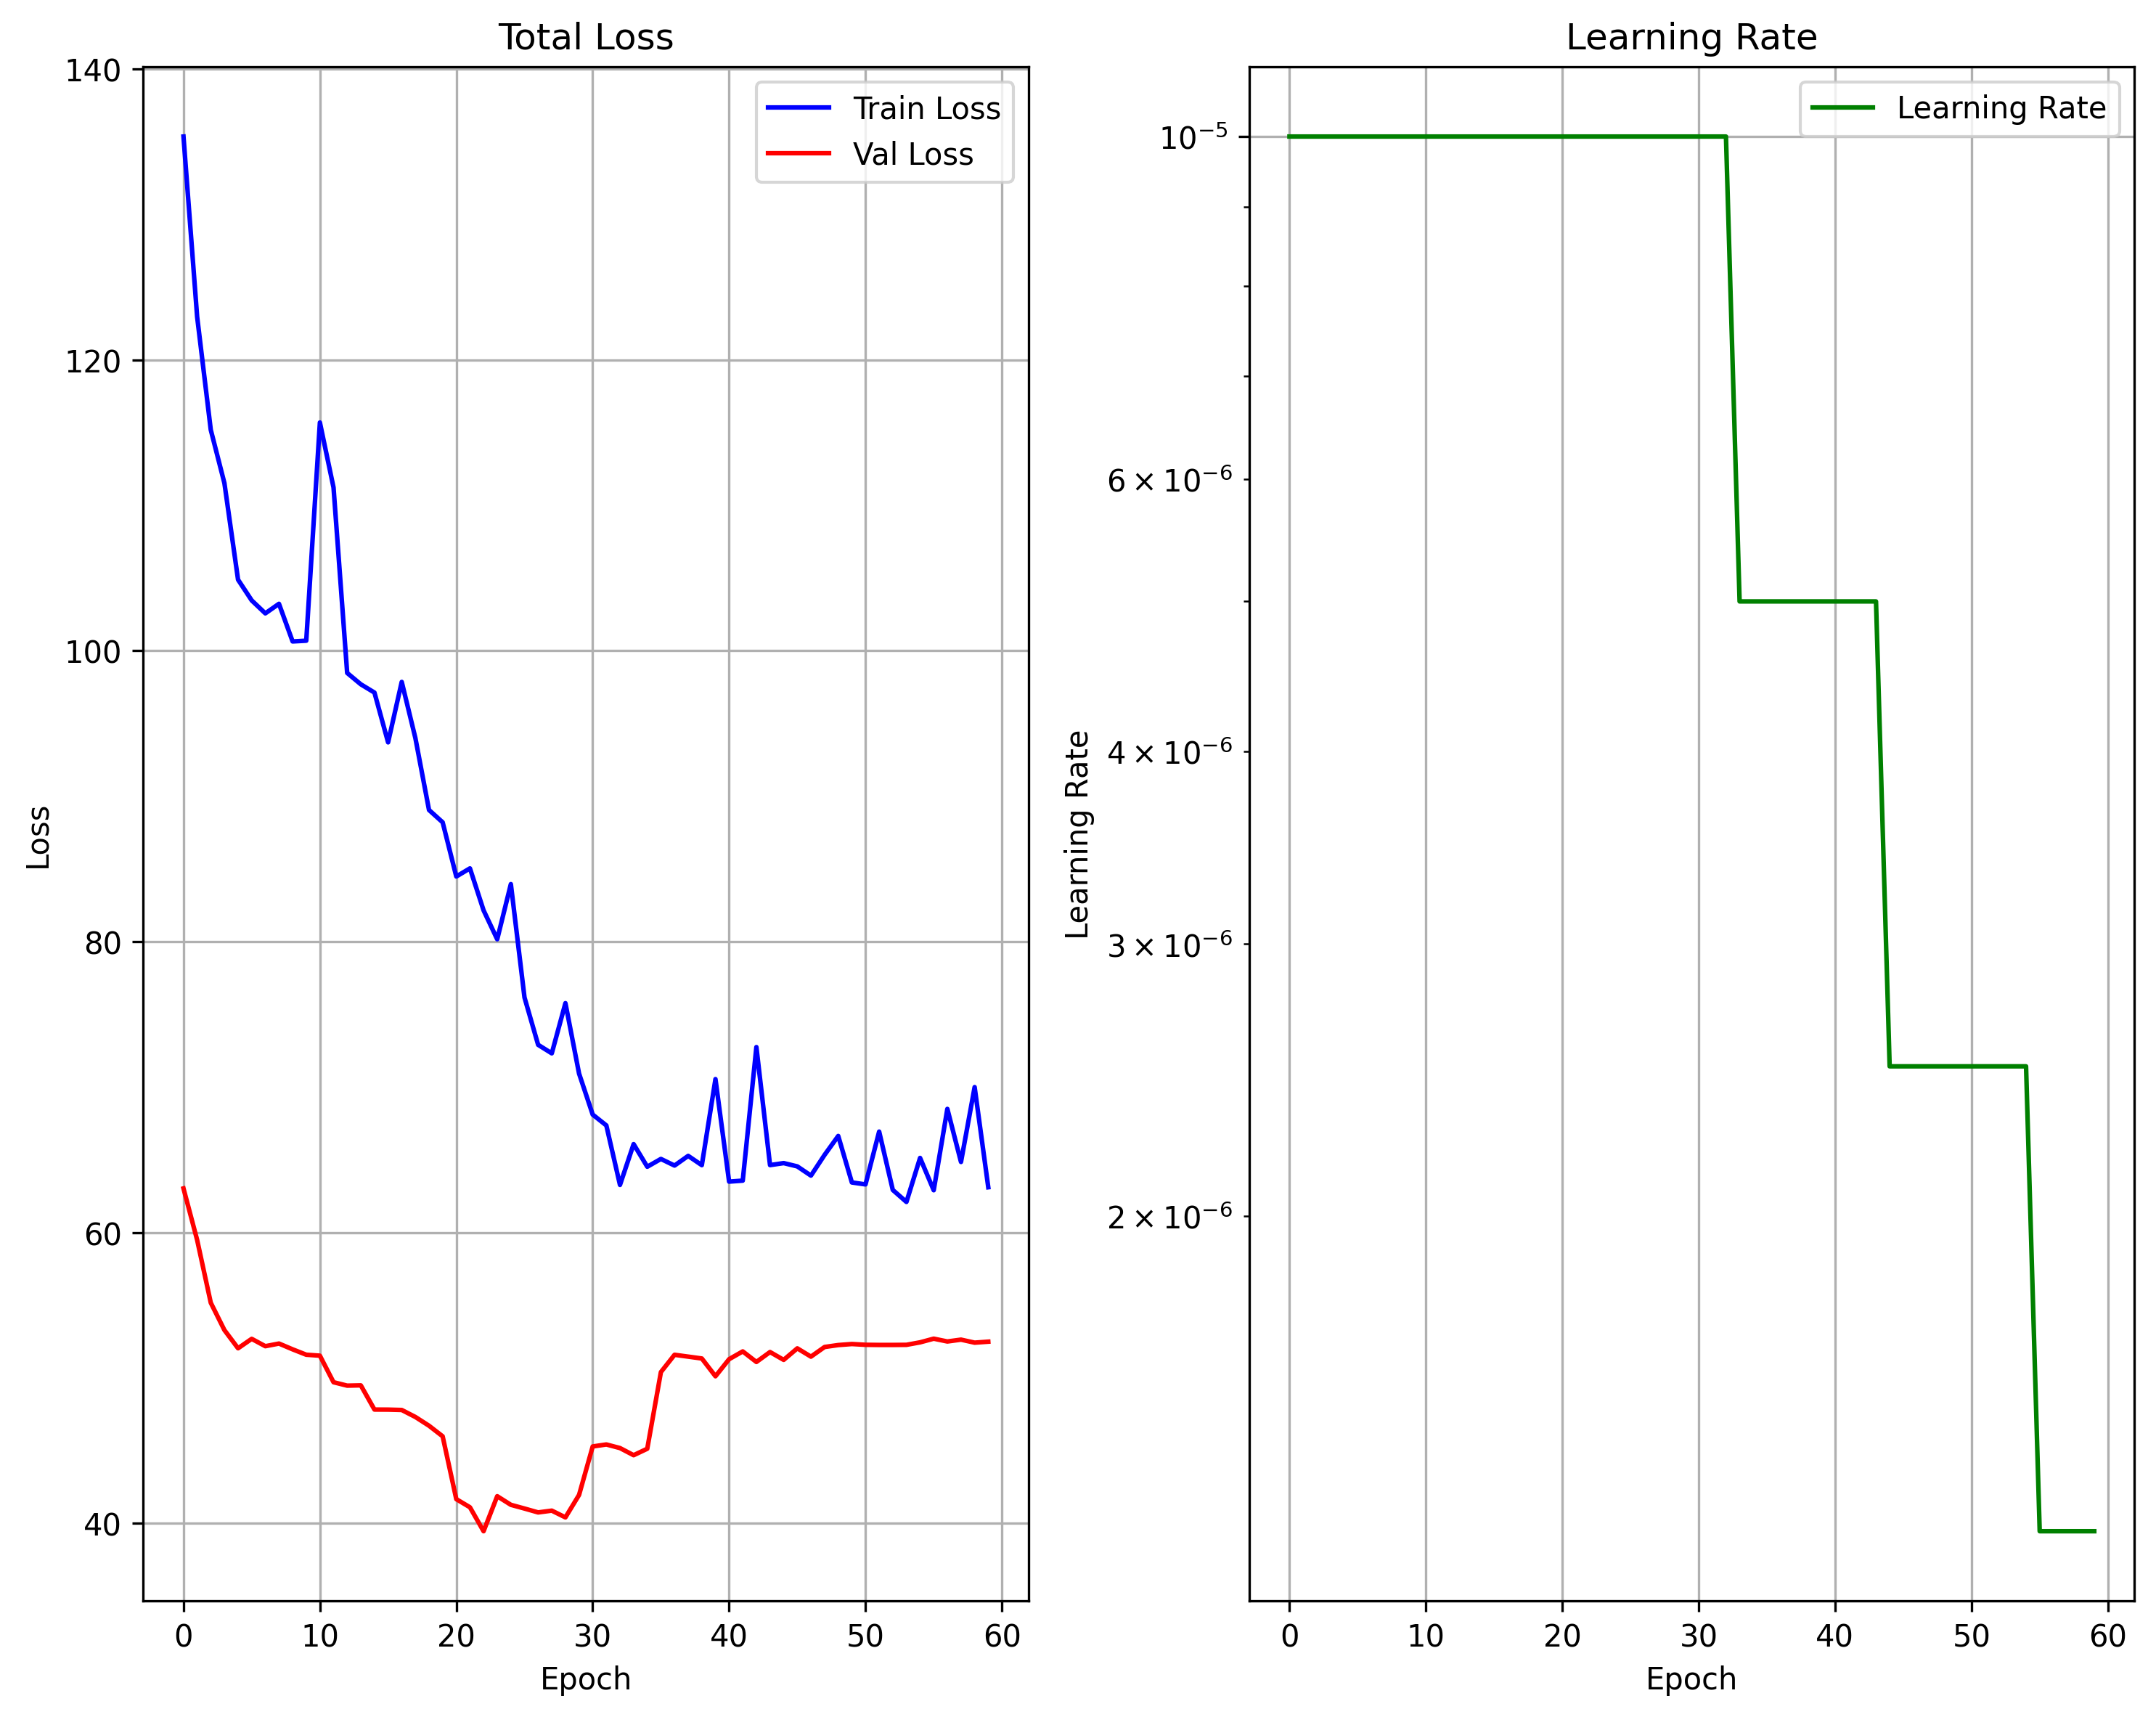 Total Loss
140
120
100
80
60
40
Loss
0 10 20 30 40 50 60
Epoch
Train Loss
Val Loss
Learning Rate
10⁻⁵
6 × 10⁻⁶
4 × 10⁻⁶
3 × 10⁻⁶
2 × 10⁻⁶
Learning Rate
0 10 20 30 40 50 60
Epoch
Learning Rate